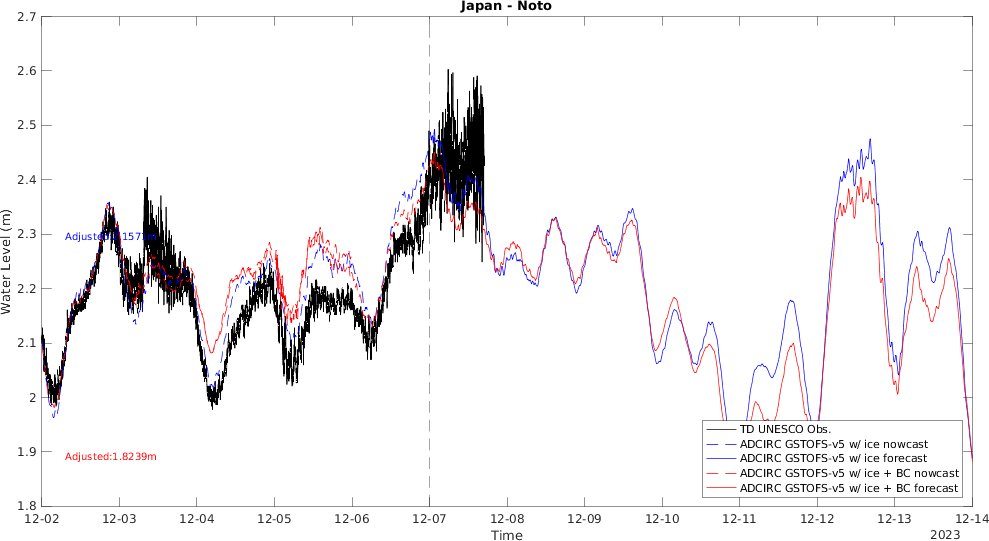 Japan - Noto
2.7
2.6
2.5
2.4
2.3
2.2
2.1
2
1.9
1.8
Water Level (m)
Adjusted:
Adjusted:1.8239m
TD UNESCO Obs.
ADCIRC GSTOFS-v5 w/ ice nowcast
ADCIRC GSTOFS-v5 w/ ice forecast
ADCIRC GSTOFS-v5 w/ ice + BC nowcast
ADCIRC GSTOFS-v5 w/ ice + BC forecast
12-02 12-03 12-04 12-05 12-06 12-07 12-08 12-09 12-10 12-11 12-12 12-13 12-14
Time
2023